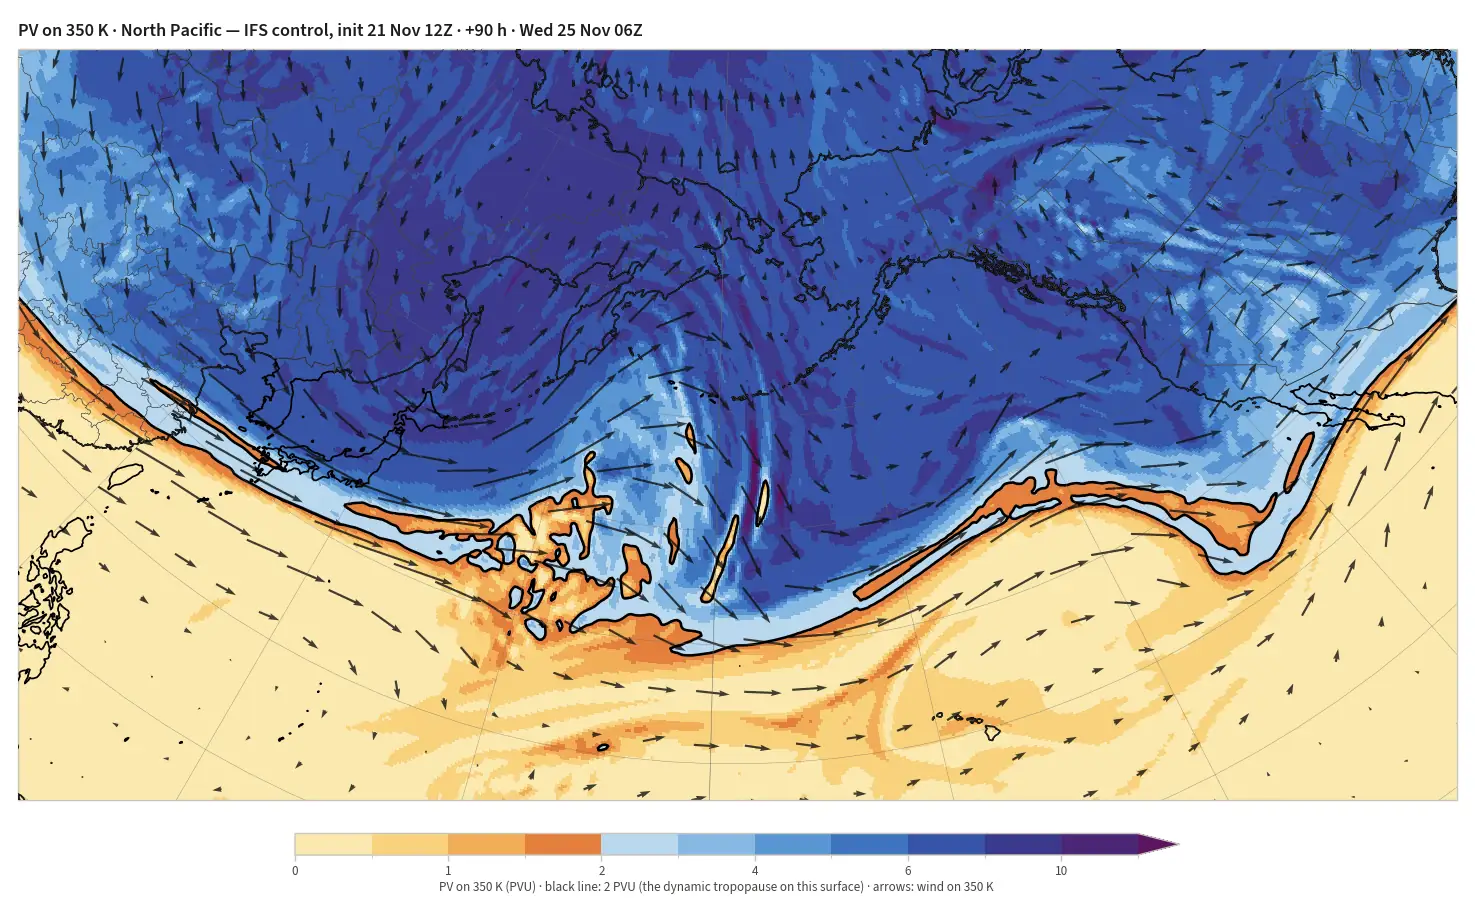 PV on 350 K · North Pacific — IFS control, init 21 Nov 12Z · +90 h · Wed 25 Nov 06Z
0 1 2 4 6 10
PV on 350 K (PVU) · black line: 2 PVU (the dynamic tropopause on this surface) · arrows: wind on 350 K